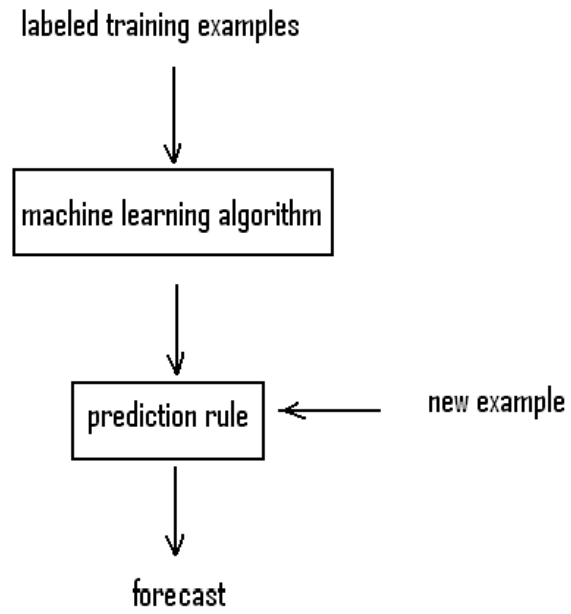 labeled training examples
machine learning algorithm
prediction rule
new example
forecast